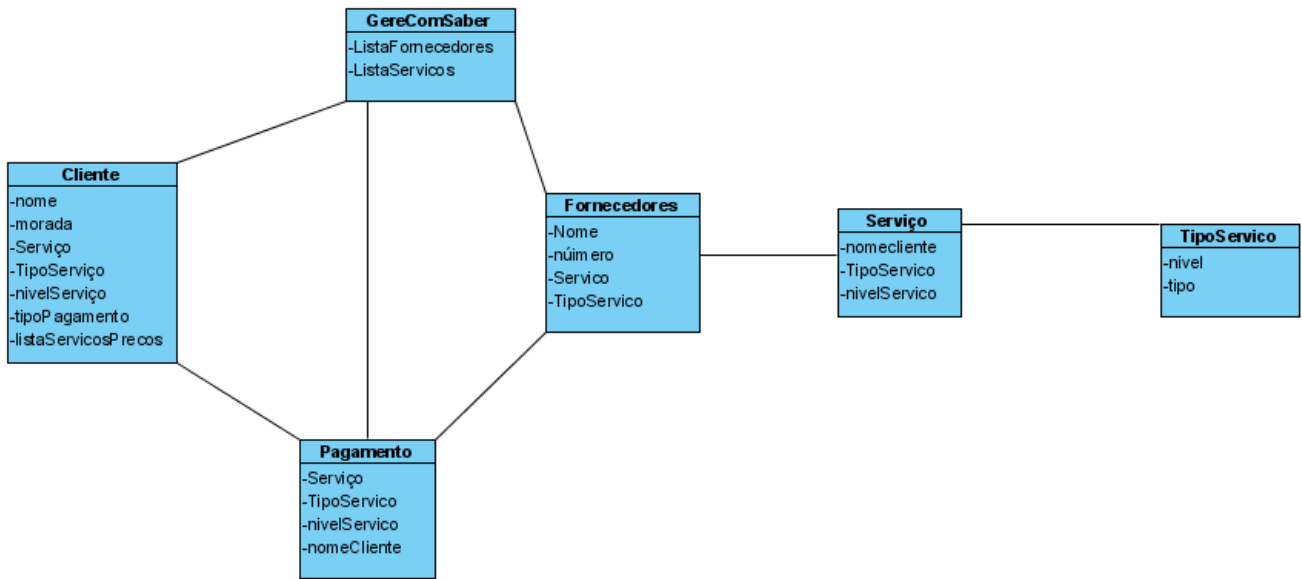 GereComSaber
-ListaFornecedores
-ListaServicos
Cliente
-nome
-morada
-Serviço
-TipoServiço
-nivelServiço
-tipoPagamento
-listaServicosPrecos
Fornecedores
-Nome
-núimero
-Servico
-TipoServico
Serviço
-nomecliente
-TipoServico
-nivelServico
TipoServico
-nivel
-tipo
Pagamento
-Serviço
-TipoServico
-nivelServico
-nomeCliente